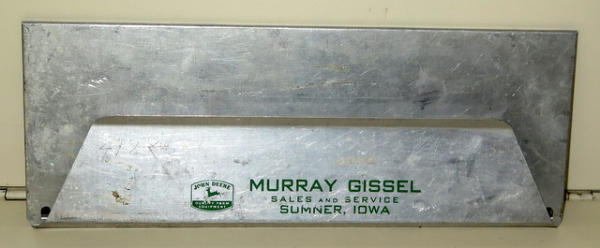 JOHN DEERE
QUALITY FARM
EQUIPMENT
MURRAY GISSEL
SALES AND SERVICE
SUMNER, IOWA